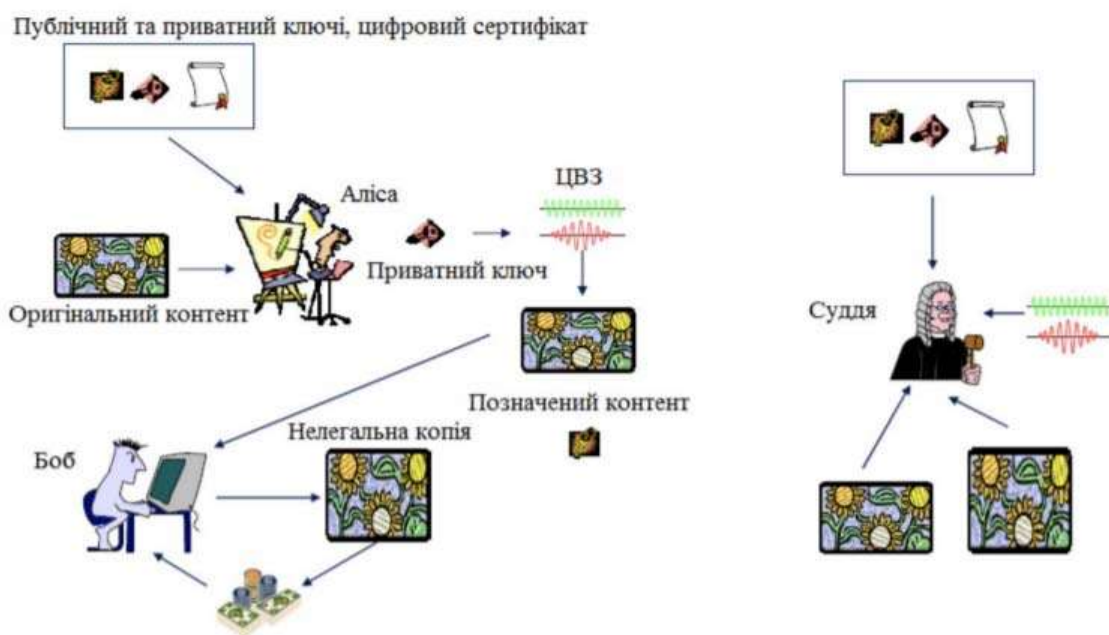 Публічний та приватний ключі, цифровий сертифікат
Аліса
ЦВЗ
Приватний ключ
Оригінальний контент
Позначений контент
Нелегальна копія
Боб
Суддя